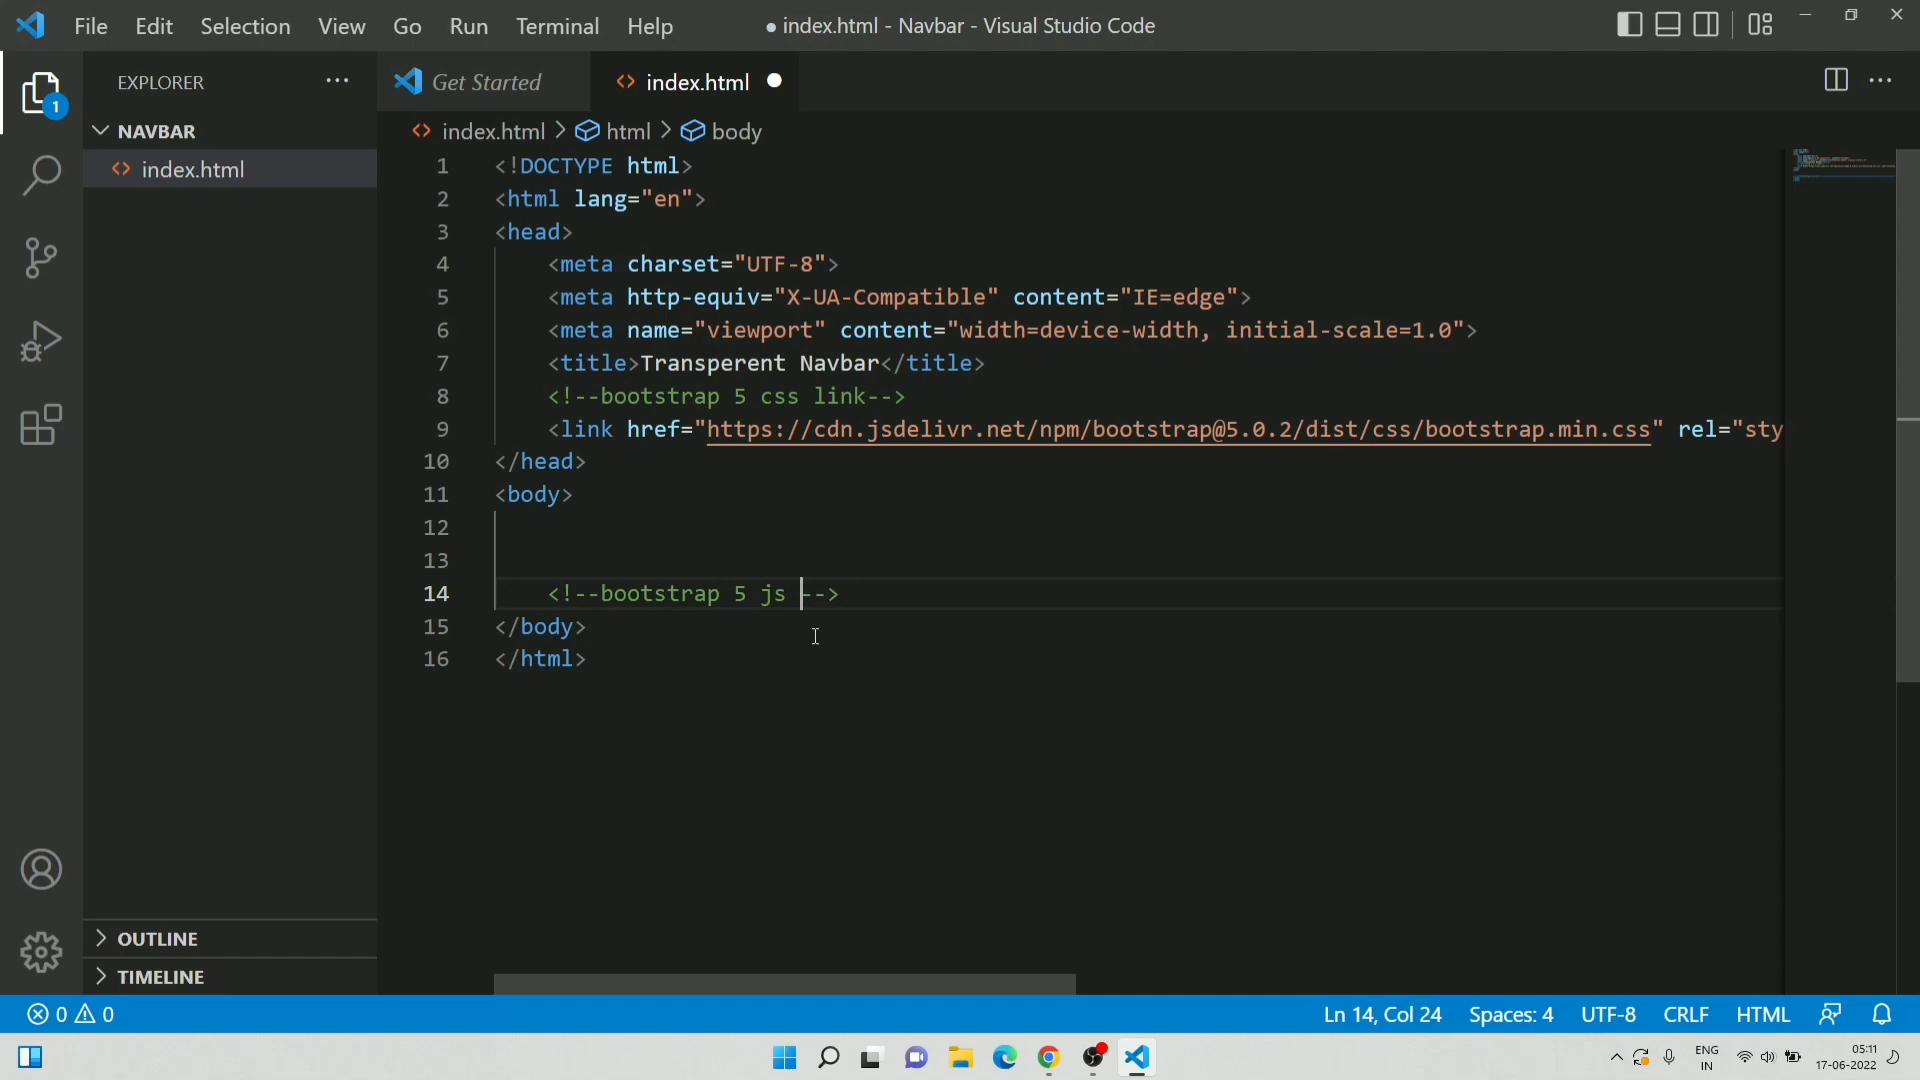 File Edit Selection View Go Run Terminal Help ● index.html - Navbar - Visual Studio Code
EXPLORER ··· Get Started <> index.html ● ···
1
NAVBAR <> index.html > html > body
<> index.html
1 <!DOCTYPE html>
2 <html lang="en">
3 <head>
4 <meta charset="UTF-8">
5 <meta http-equiv="X-UA-Compatible" content="IE=edge">
6 <meta name="viewport" content="width=device-width, initial-scale=1.0">
7 <title>Transperent Navbar</title>
8 <!--bootstrap 5 css link-->
9 <link href="https://cdn.jsdelivr.net/npm/bootstrap@5.0.2/dist/css/bootstrap.min.css" rel="sty
10 </head>
11 <body>
12
13
14 <!--bootstrap 5 js -->
15 </body>
16 </html>
OUTLINE
TIMELINE
0 0 Ln 14, Col 24 Spaces: 4 UTF-8 CRLF HTML
ENG IN 05:11 17-06-2022